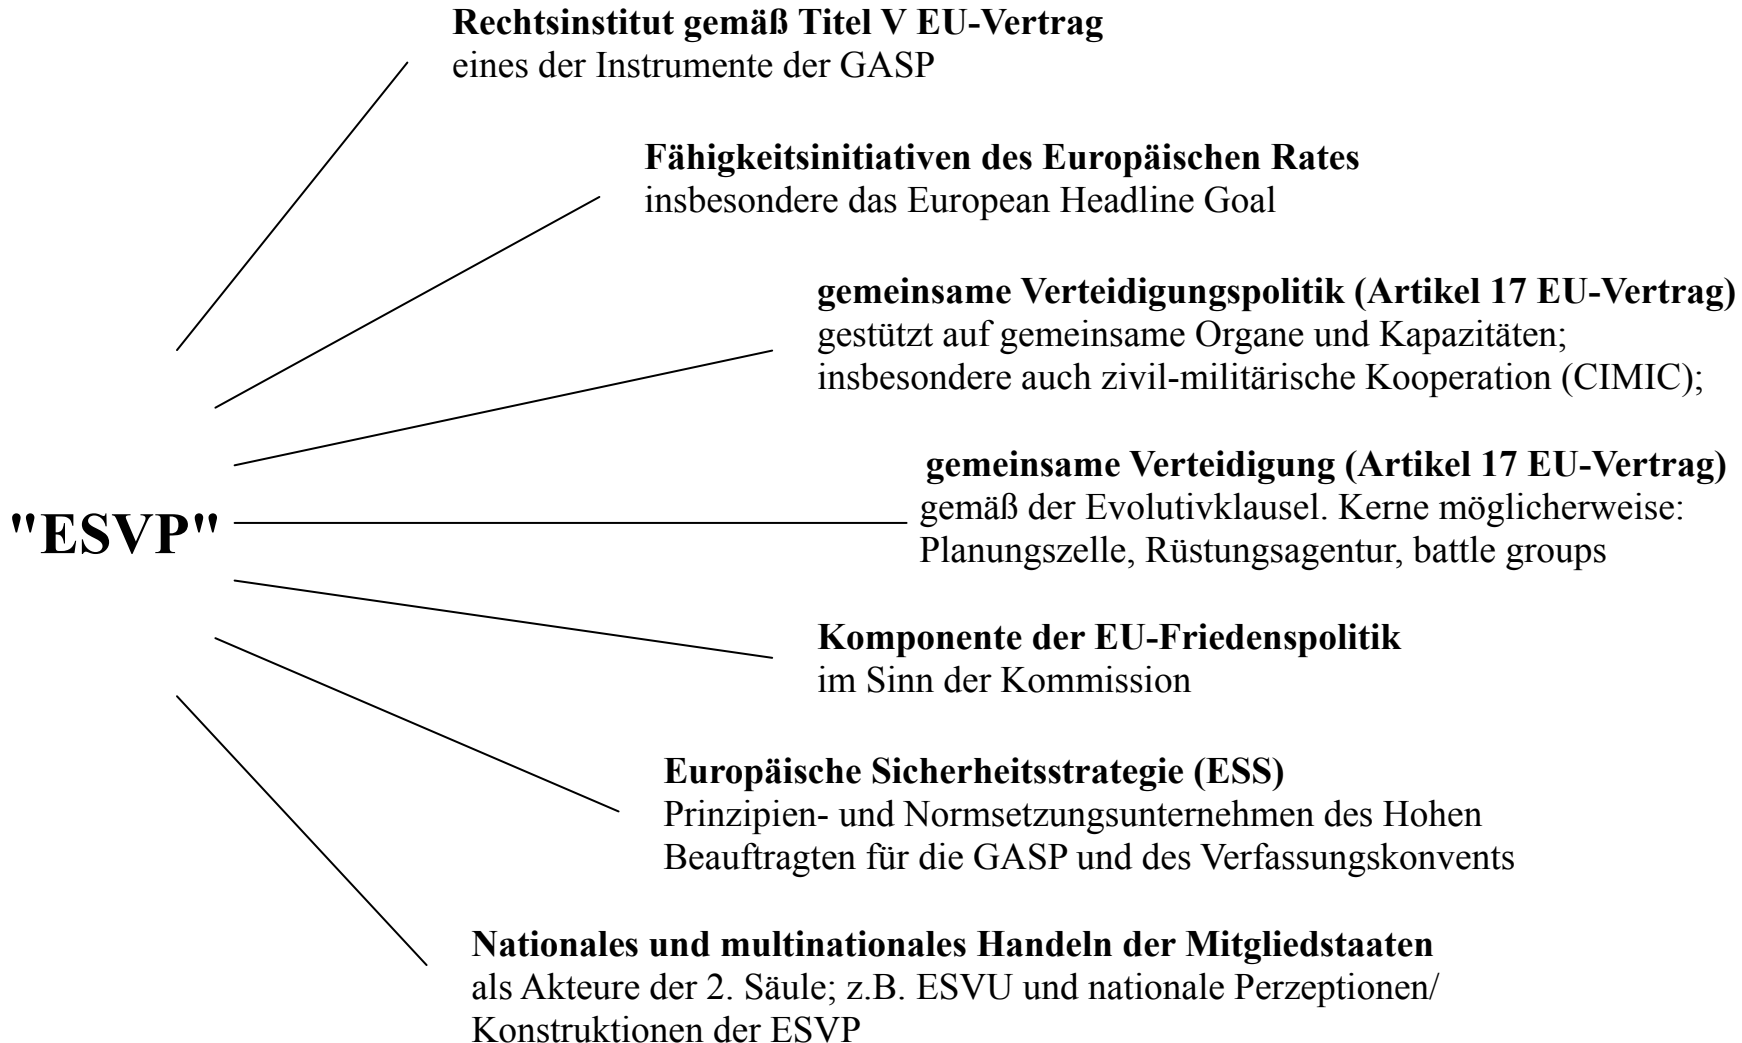 Rechtsinstitut gemäß Titel V EU-Vertrag
eines der Instrumente der GASP
Fähigkeitsinitiativen des Europäischen Rates
insbesondere das European Headline Goal
gemeinsame Verteidigungspolitik (Artikel 17 EU-Vertrag)
gestützt auf gemeinsame Organe und Kapazitäten;
insbesondere auch zivil-militärische Kooperation (CIMIC);
gemeinsame Verteidigung (Artikel 17 EU-Vertrag)
gemäß der Evolutivklausel. Kerne möglicherweise:
Planungszelle, Rüstungsagentur, battle groups
"ESVP"
Komponente der EU-Friedenspolitik
im Sinn der Kommission
Europäische Sicherheitsstrategie (ESS)
Prinzipien- und Normsetzungsunternehmen des Hohen
Beauftragten für die GASP und des Verfassungskonvents
Nationales und multinationales Handeln der Mitgliedstaaten
als Akteure der 2. Säule; z.B. ESVU und nationale Perzeptionen/
Konstruktionen der ESVP